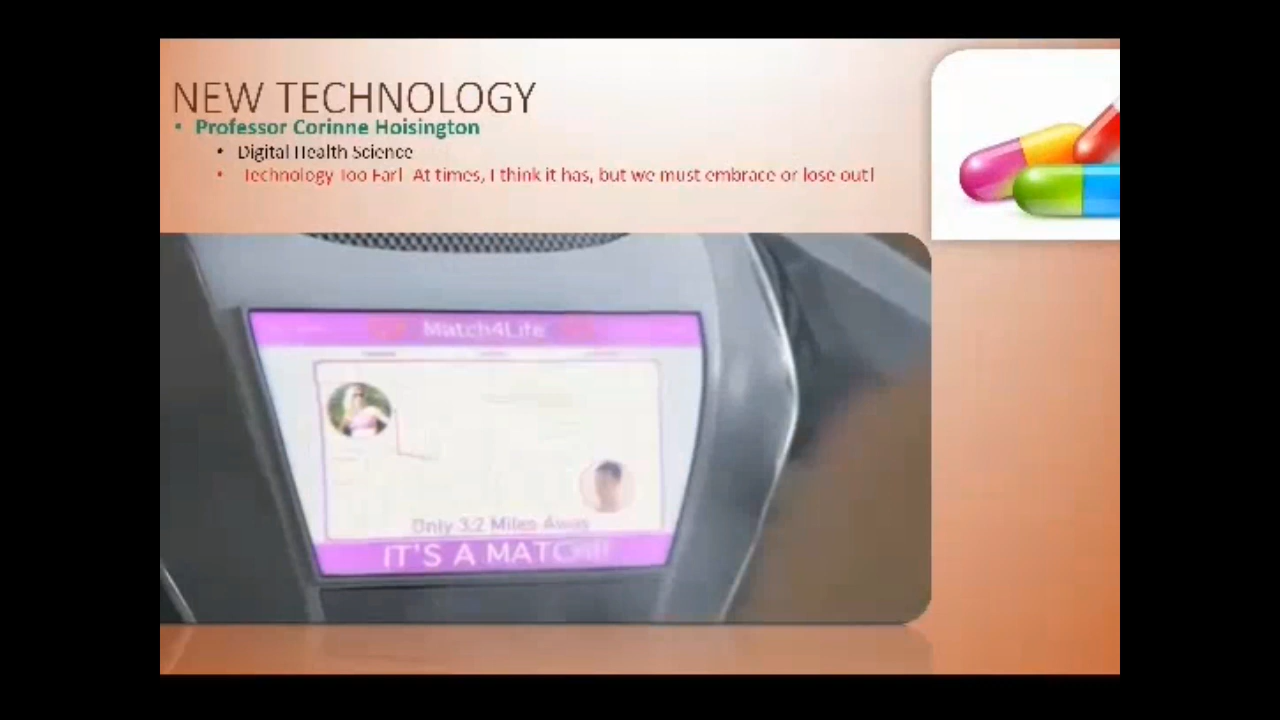 NEW TECHNOLOGY
• Professor Corinne Hoisington
• Digital Health Science
• Technology Too Far! At times, I think it has, but we must embrace or lose out!
Match4Life
Only 3.2 Miles Away
IT'S A MATCH!!